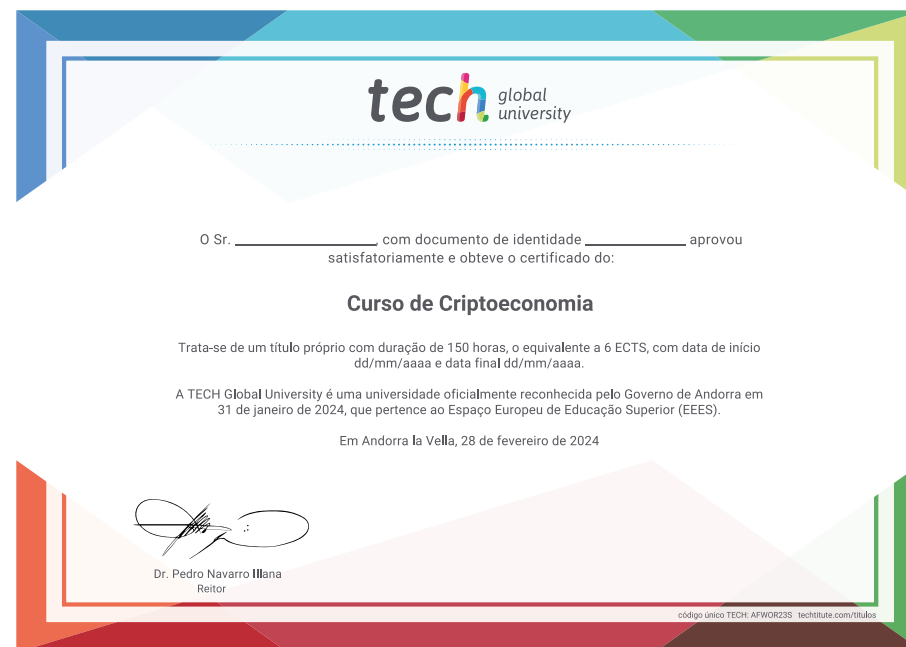 tech global university
O Sr. ____________, com documento de identidade ____________ aprovou
satisfatoriamente e obteve o certificado do:
Curso de Criptoeconomia
Trata-se de um título próprio com duração de 150 horas, o equivalente a 6 ECTS, com data de início
dd/mm/aaaa e data final dd/mm/aaaa.
A TECH Global University é uma universidade oficialmente reconhecida pelo Governo de Andorra em
31 de janeiro de 2024, que pertence ao Espaço Europeu de Educação Superior (EEES).
Em Andorra la Vella, 28 de fevereiro de 2024
Dr. Pedro Navarro Illana
Reitor
código único TECH: AFWOR23S techtitute.com/titulos